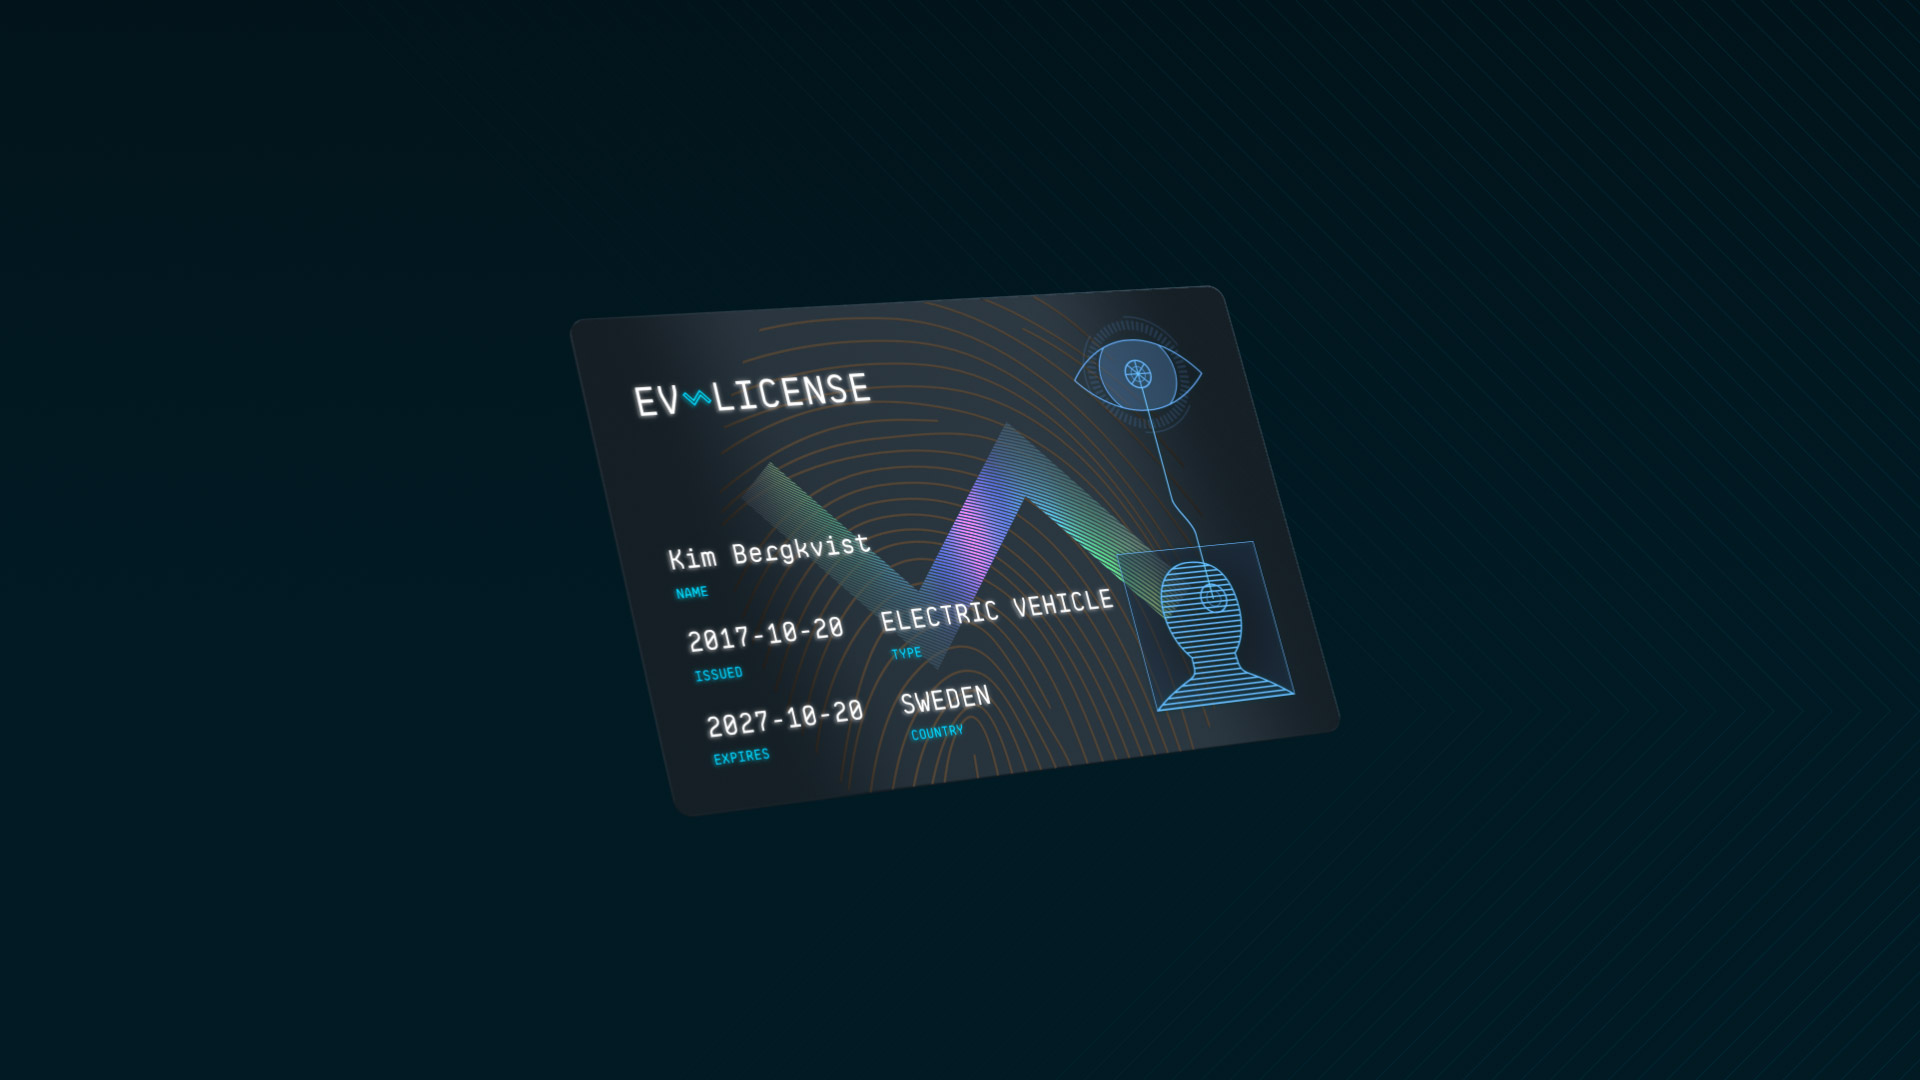 EV LICENSE
Kim Bergkvist
NAME
2017-10-20
ISSUED
ELECTRIC VEHICLE
TYPE
2027-10-20
EXPIRES
SWEDEN
COUNTRY